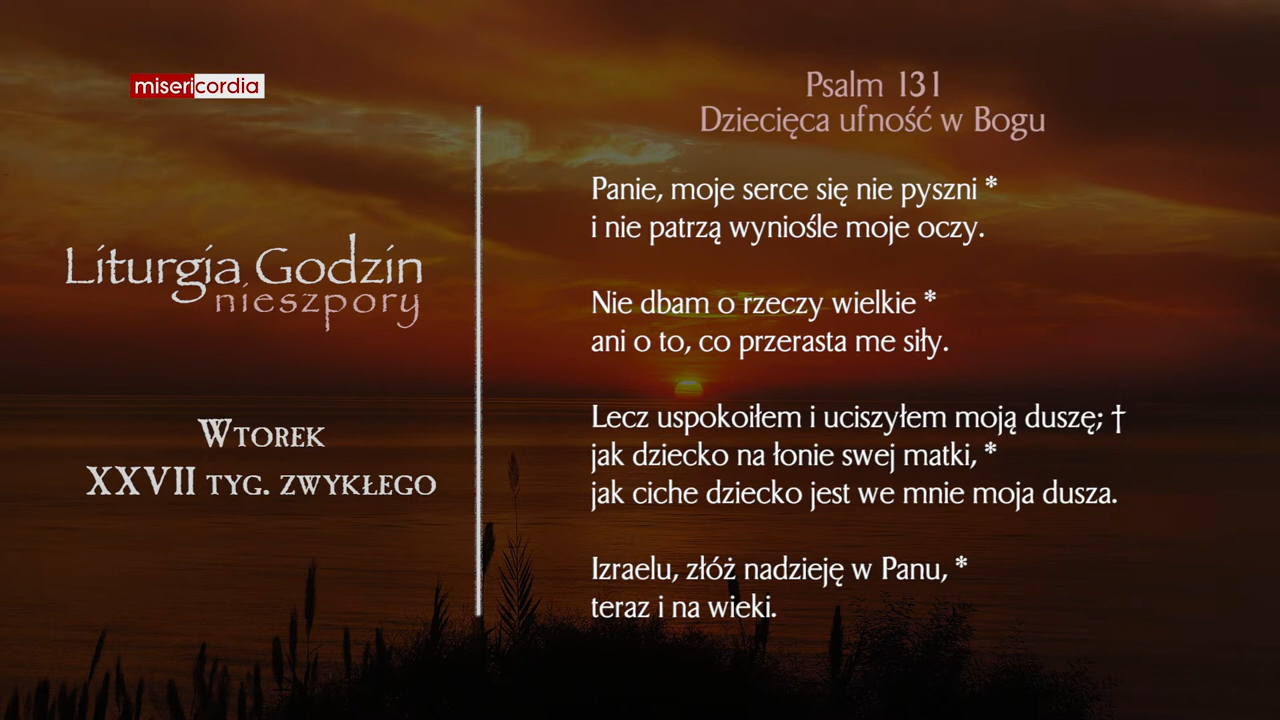 misericordia
Liturgia Godzin
nieszpory
Wtorek
XXVII tyg. zwykłego
Psalm 131
Dziecięca ufność w Bogu
Panie, moje serce się nie pyszni *
i nie patrzą wyniośle moje oczy.
Nie dbam o rzeczy wielkie *
ani o to, co przerasta me siły.
Lecz uspokoiłem i uciszyłem moją duszę; †
jak dziecko na łonie swej matki, *
jak ciche dziecko jest we mnie moja dusza.
Izraelu, złóż nadzieję w Panu, *
teraz i na wieki.